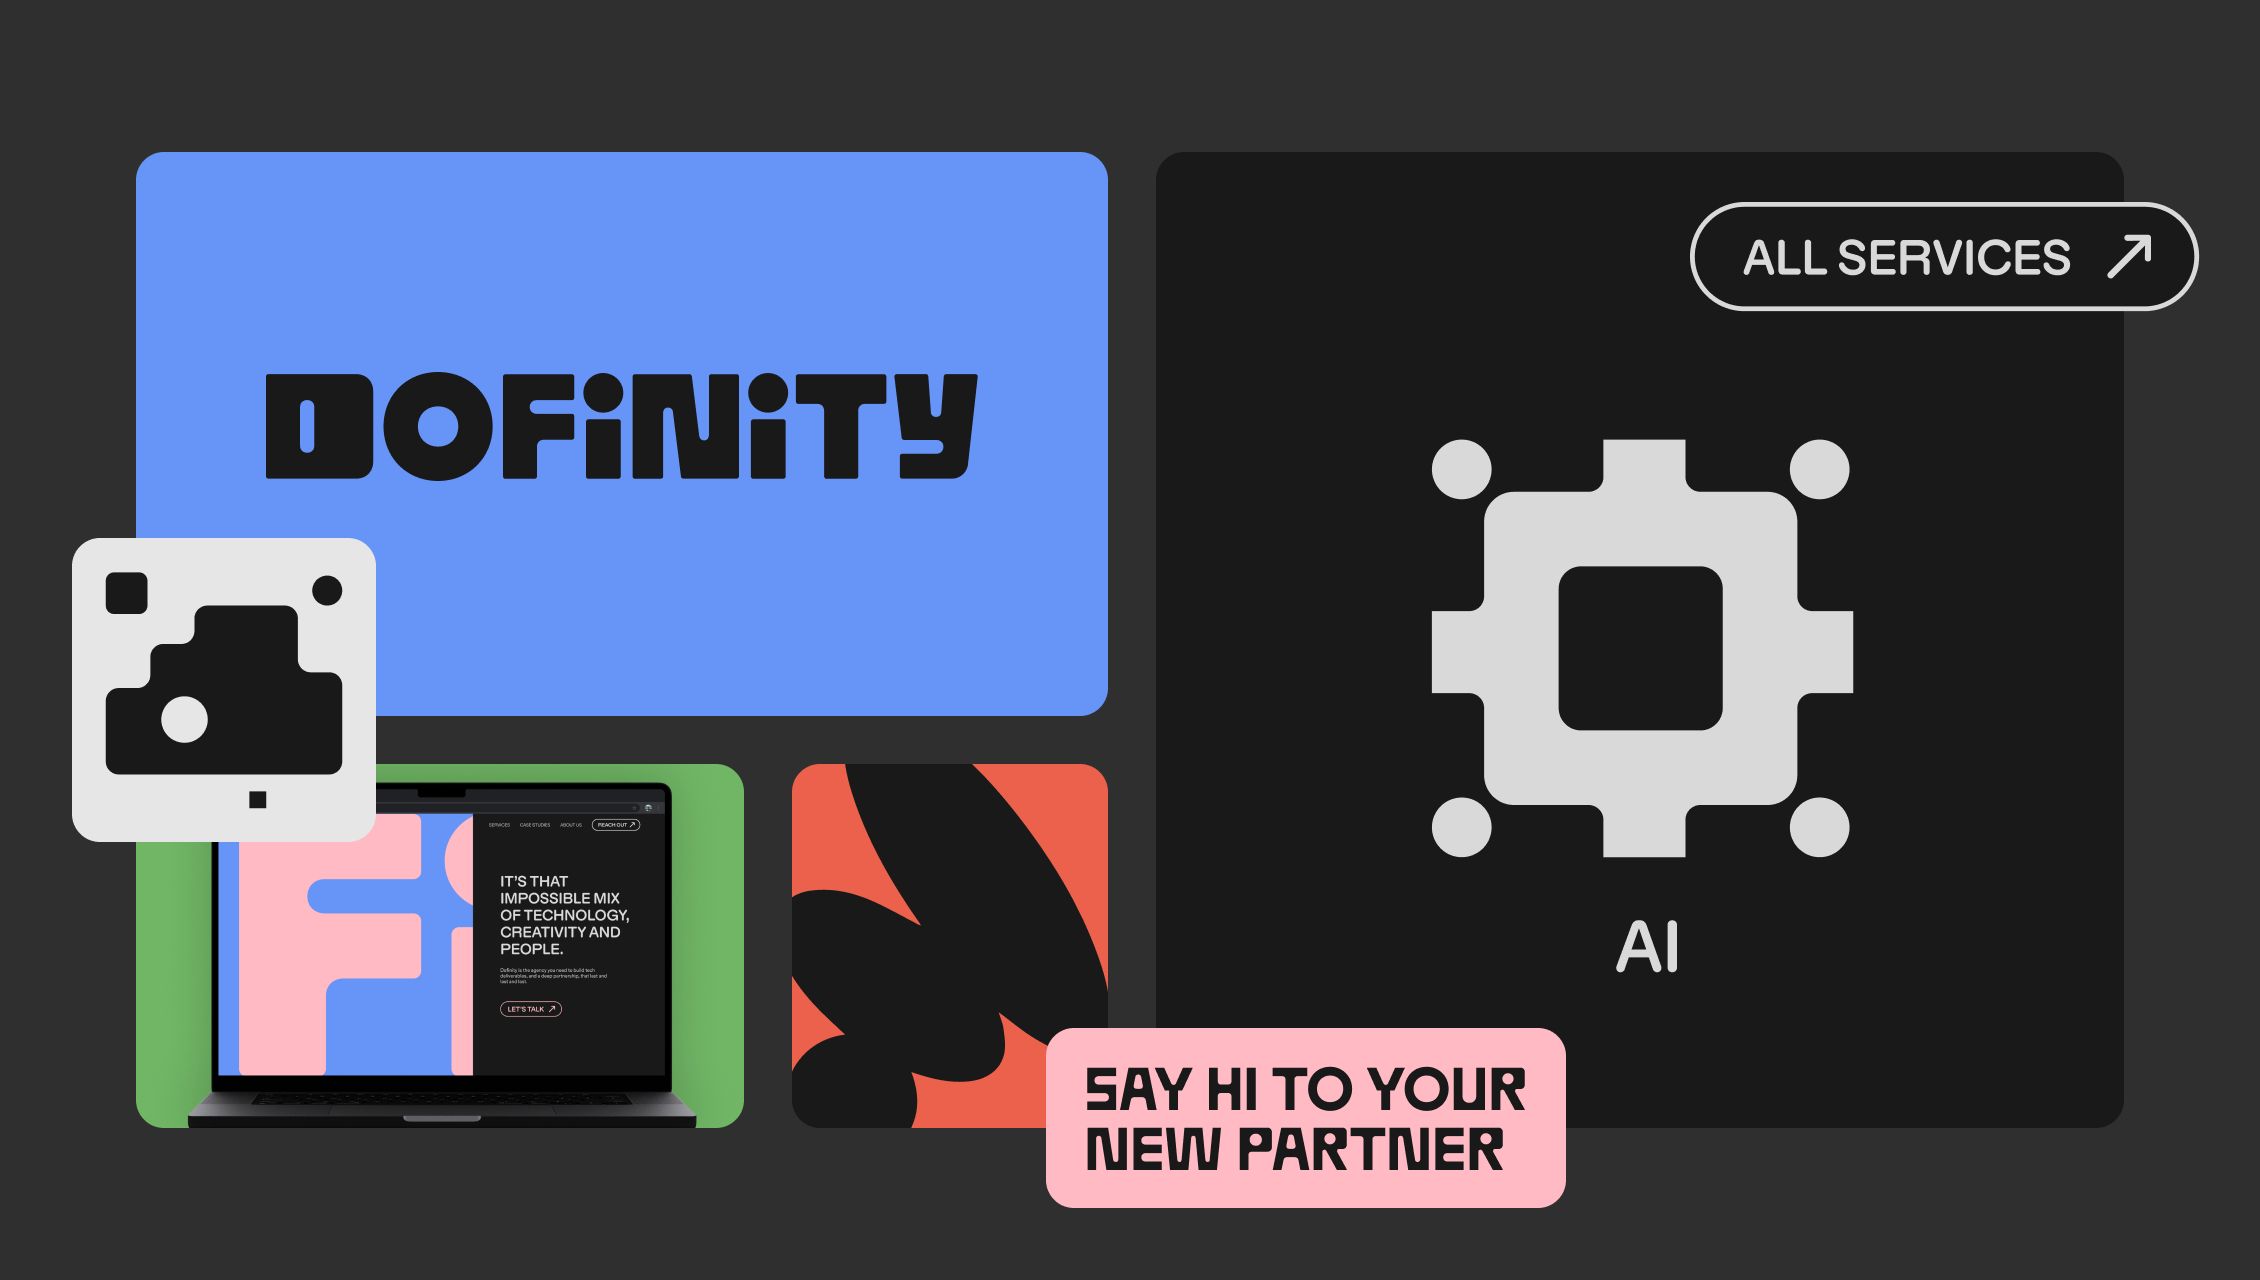 DOFiNiTY
ALL SERVICES
SERVICES CASE STUDIES ABOUT US REACH OUT
IT'S THAT
IMPOSSIBLE MIX
OF TECHNOLOGY,
CREATIVITY AND
PEOPLE.
Dofinity is the agency you need to build tech
deliverables, and a deep partnership, that last and
last and last.
LET'S TALK
AI
SAY HI TO YOUR
NEW PARTNER